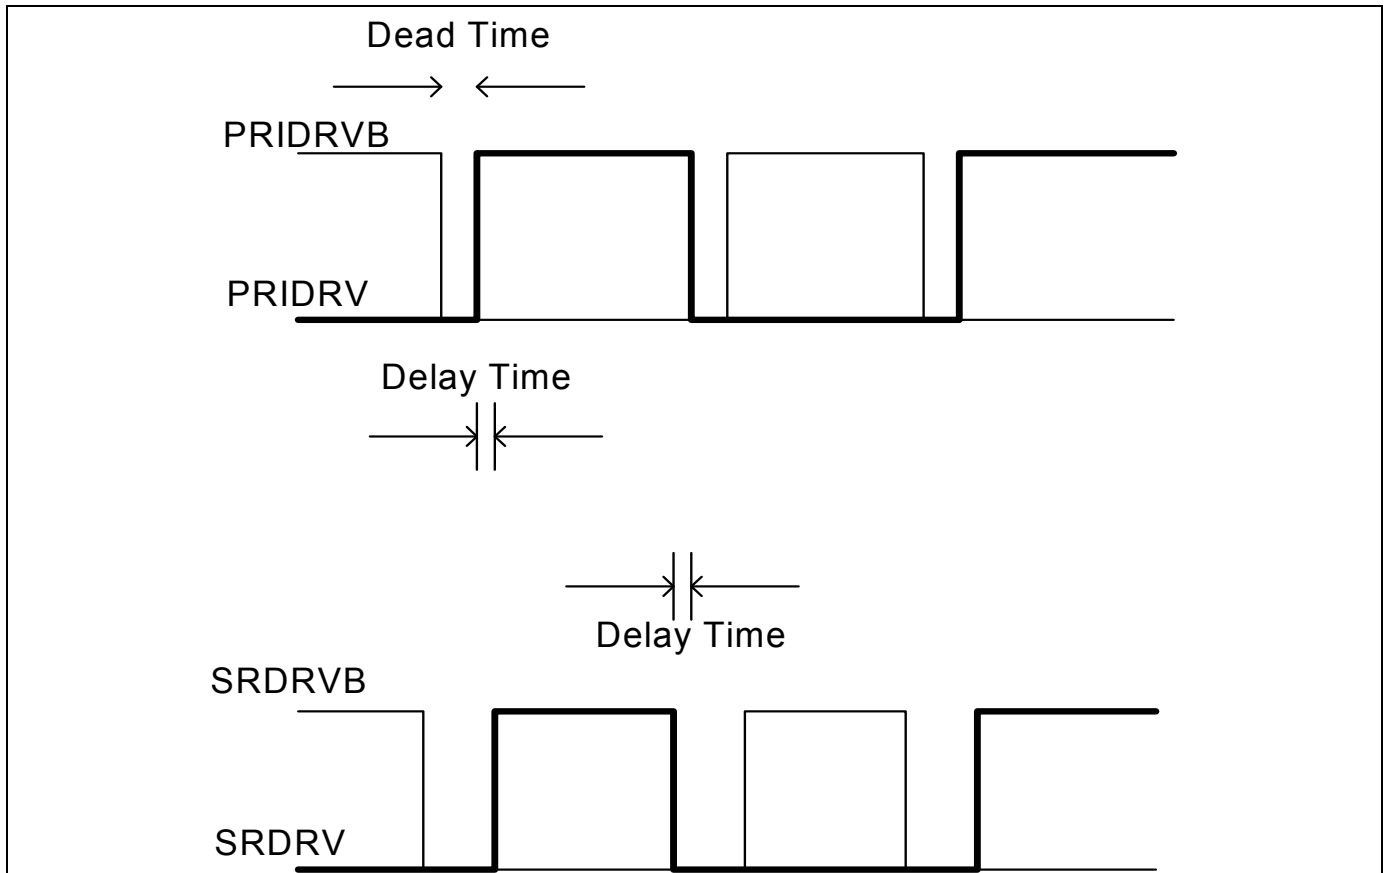 Dead Time
PRIDRVB
PRIDRV
Delay Time
Delay Time
SRDRVB
SRDRV